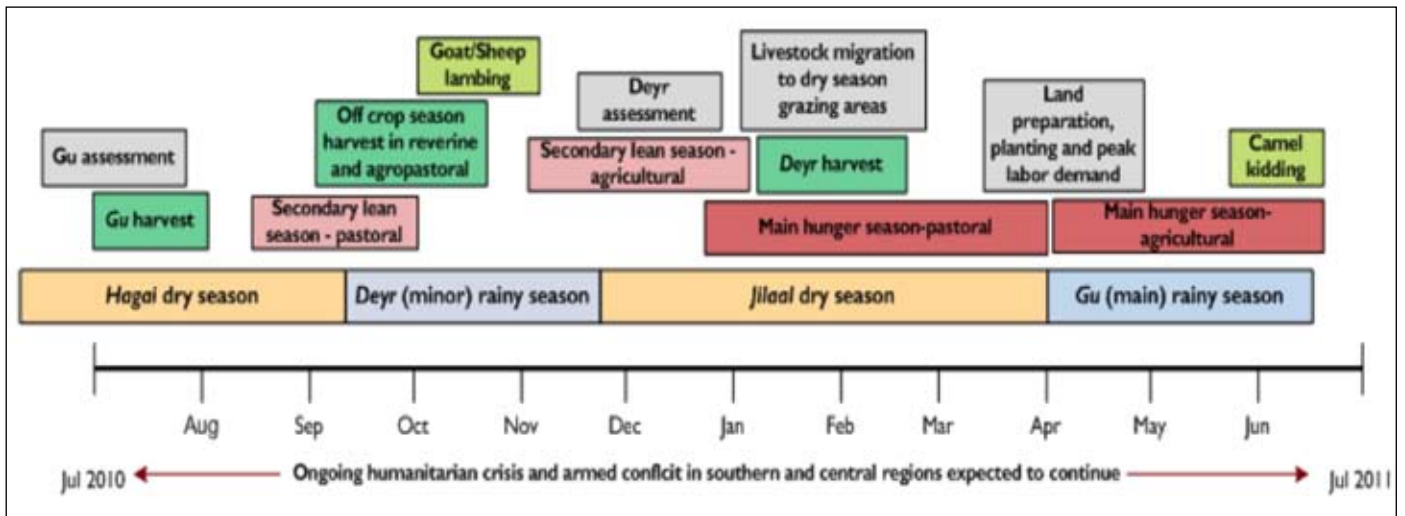 Goat/Sheep
lambing
Livestock migration
to dry season
grazing areas
Deyr
assessment
Land
preparation,
planting and peak
labor demand
Off crop season
harvest in reverine
and agropastoral
Gu assessment
Secondary lean season -
agricultural
Deyr harvest
Camel
kidding
Gu harvest
Secondary lean
season - pastoral
Main hunger season-pastoral
Main hunger season-
agricultural
Hagai dry season
Deyr (minor) rainy season
Jilaal dry season
Gu (main) rainy season
Aug Sep Oct Nov Dec Jan Feb Mar Apr May Jun
Jul 2010 Ongoing humanitarian crisis and armed conflcit in southern and central regions expected to continue Jul 2011